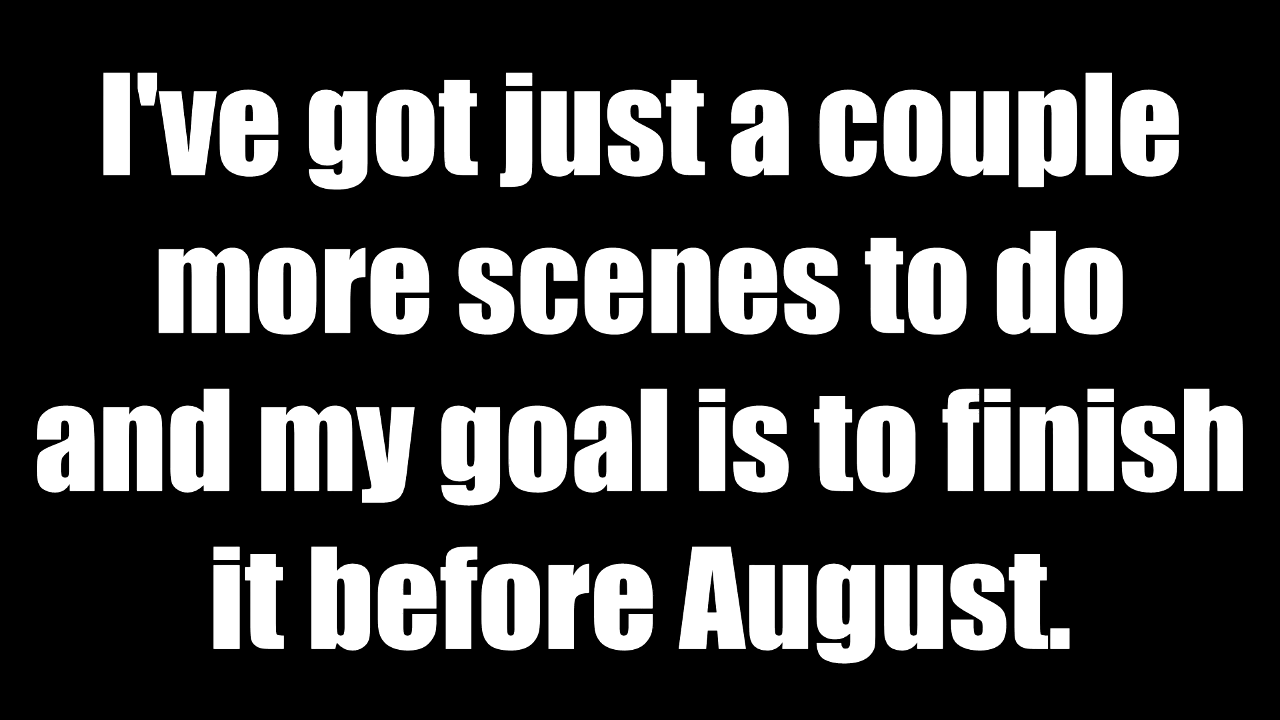 I've got just a couple
more scenes to do
and my goal is to finish
it before August.